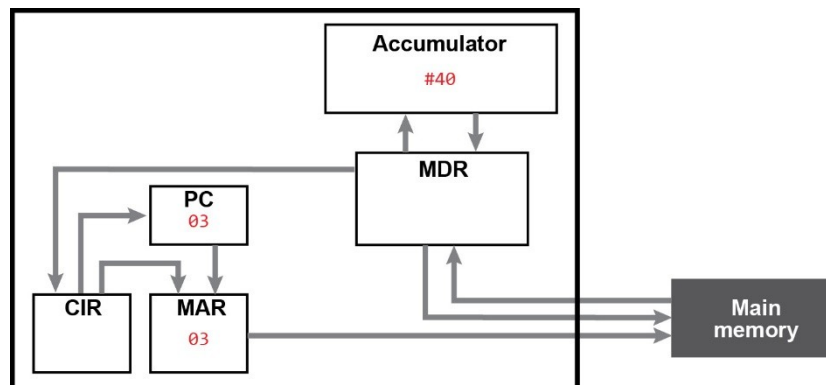 Accumulator
#40
MDR
PC
03
CIR
MAR
03
Main
memory